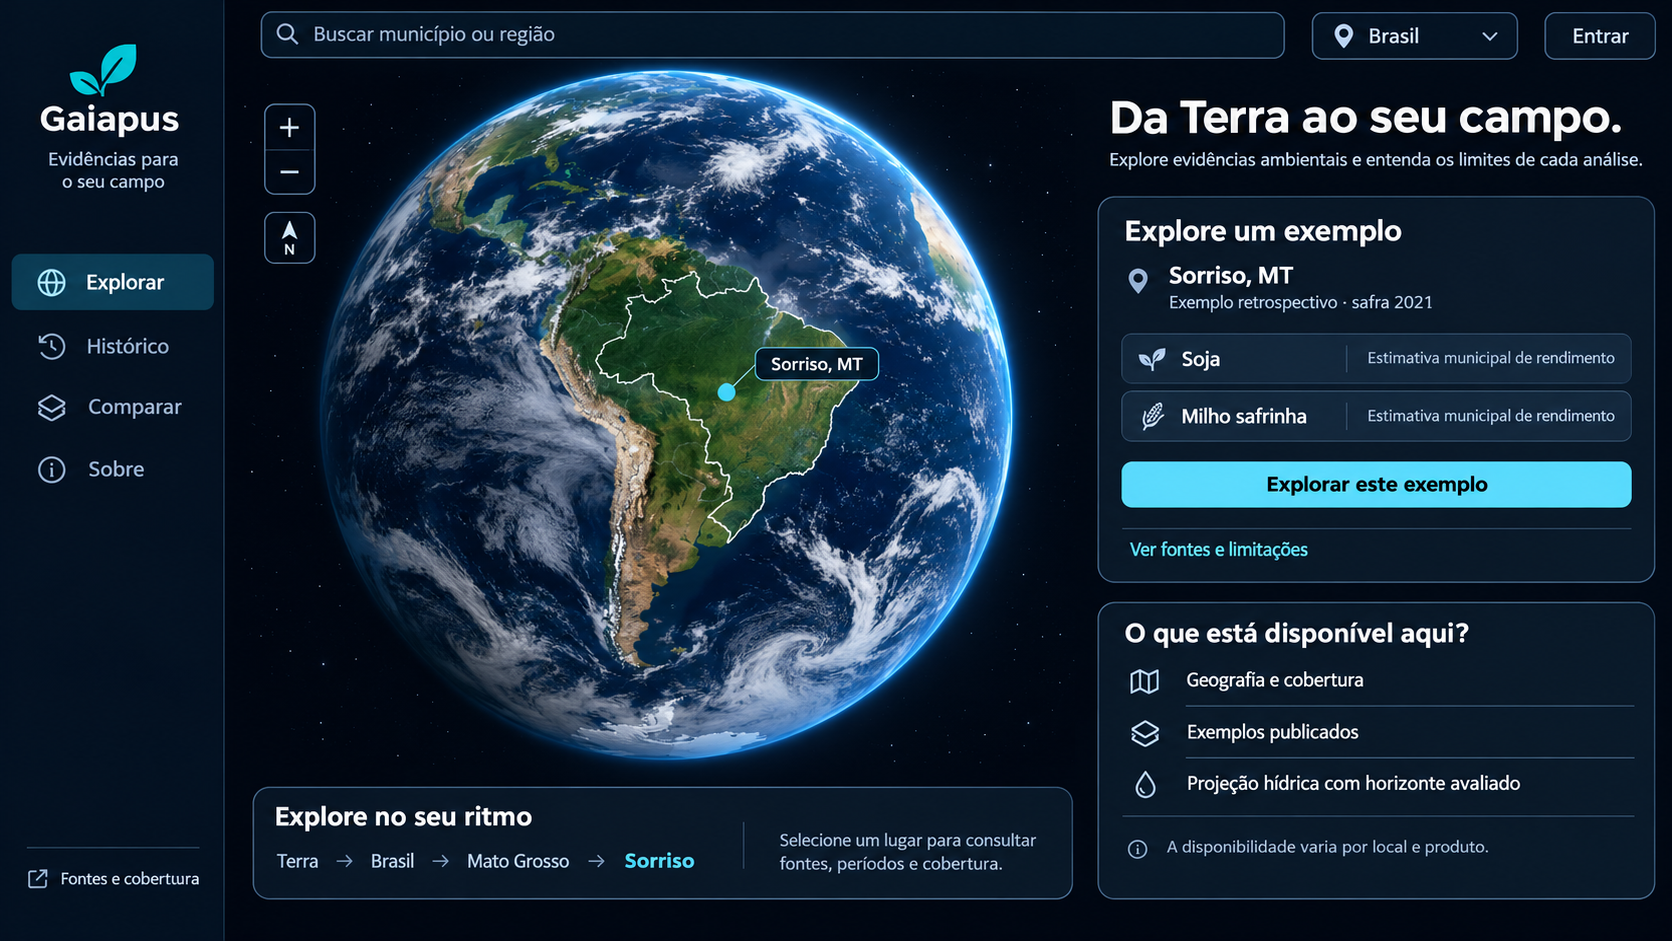 Gaiapus
Evidências para
o seu campo
Explorar
Histórico
Comparar
Sobre
Fontes e cobertura
Buscar município ou região
Brasil
Entrar
N
Sorriso, MT
Da Terra ao seu campo.
Explore evidências ambientais e entenda os limites de cada análise.
Explore um exemplo
Sorriso, MT
Exemplo retrospectivo · safra 2021
Soja
Estimativa municipal de rendimento
Milho safrinha
Estimativa municipal de rendimento
Explorar este exemplo
Ver fontes e limitações
O que está disponível aqui?
Geografia e cobertura
Exemplos publicados
Projeção hídrica com horizonte avaliado
A disponibilidade varia por local e produto.
Explore no seu ritmo
Terra → Brasil → Mato Grosso → Sorriso
Selecione um lugar para consultar
fontes, períodos e cobertura.